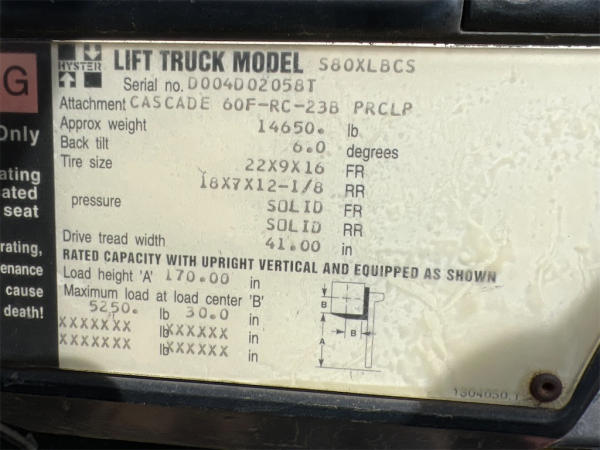 HYSTER
LIFT TRUCK MODEL S80XLBCS
Serial no. D004D02058T
Attachment CASCADE 60F-RC-23B PRCLP
Approx weight 14650. lb
Back tilt 6.0 degrees
Tire size 22X9X16 FR
18X7X12-1/8 RR
pressure SOLID FR
SOLID RR
Drive tread width 41.00 in
RATED CAPACITY WITH UPRIGHT VERTICAL AND EQUIPPED AS SHOWN
Load height 'A' 170.00 in
Maximum load at load center 'B'
5250. lb 30.0 in
XXXXXXX lb XXXXXX in
XXXXXXX lb XXXXXX in
B
B
A
G
Only
ating
ated
seat
rating,
enance
cause
death!